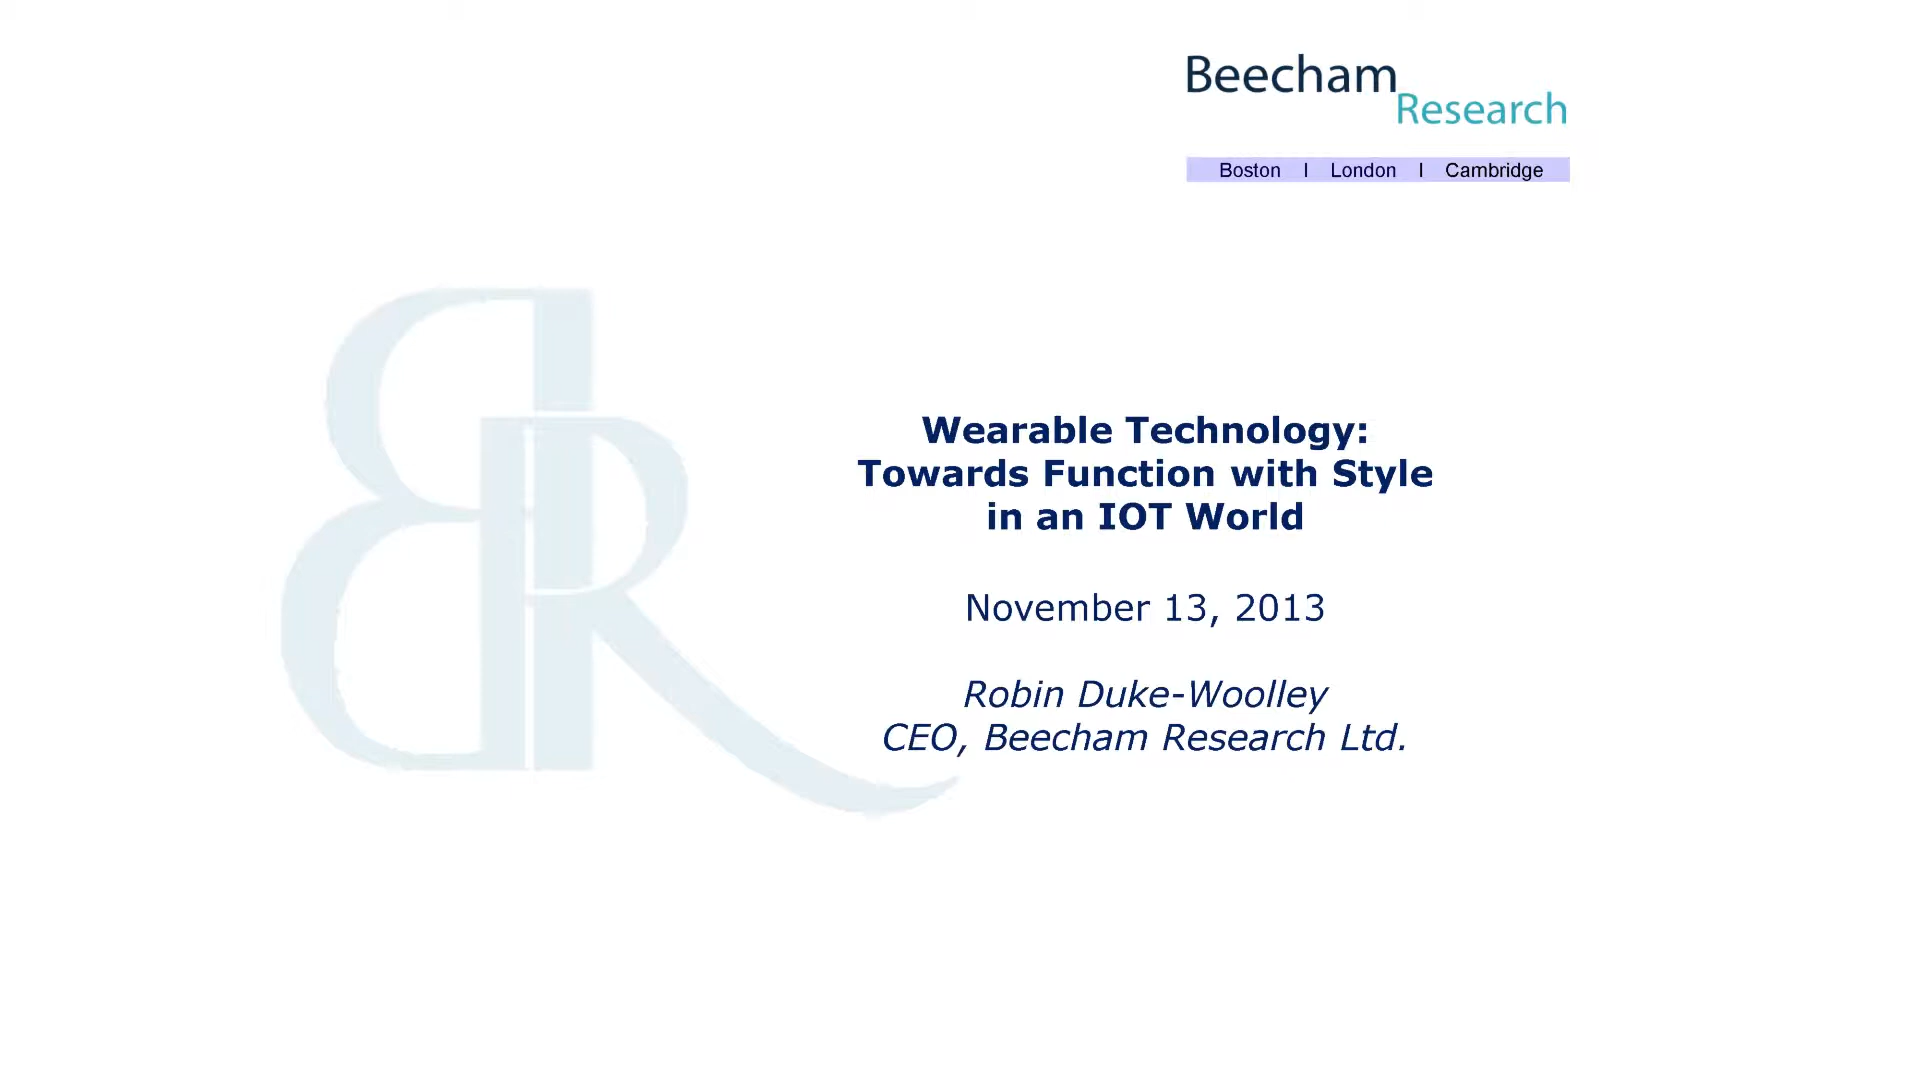 Beecham
Research
Boston I London I Cambridge
BR
Wearable Technology:
Towards Function with Style
in an IOT World
November 13, 2013
Robin Duke-Woolley
CEO, Beecham Research Ltd.